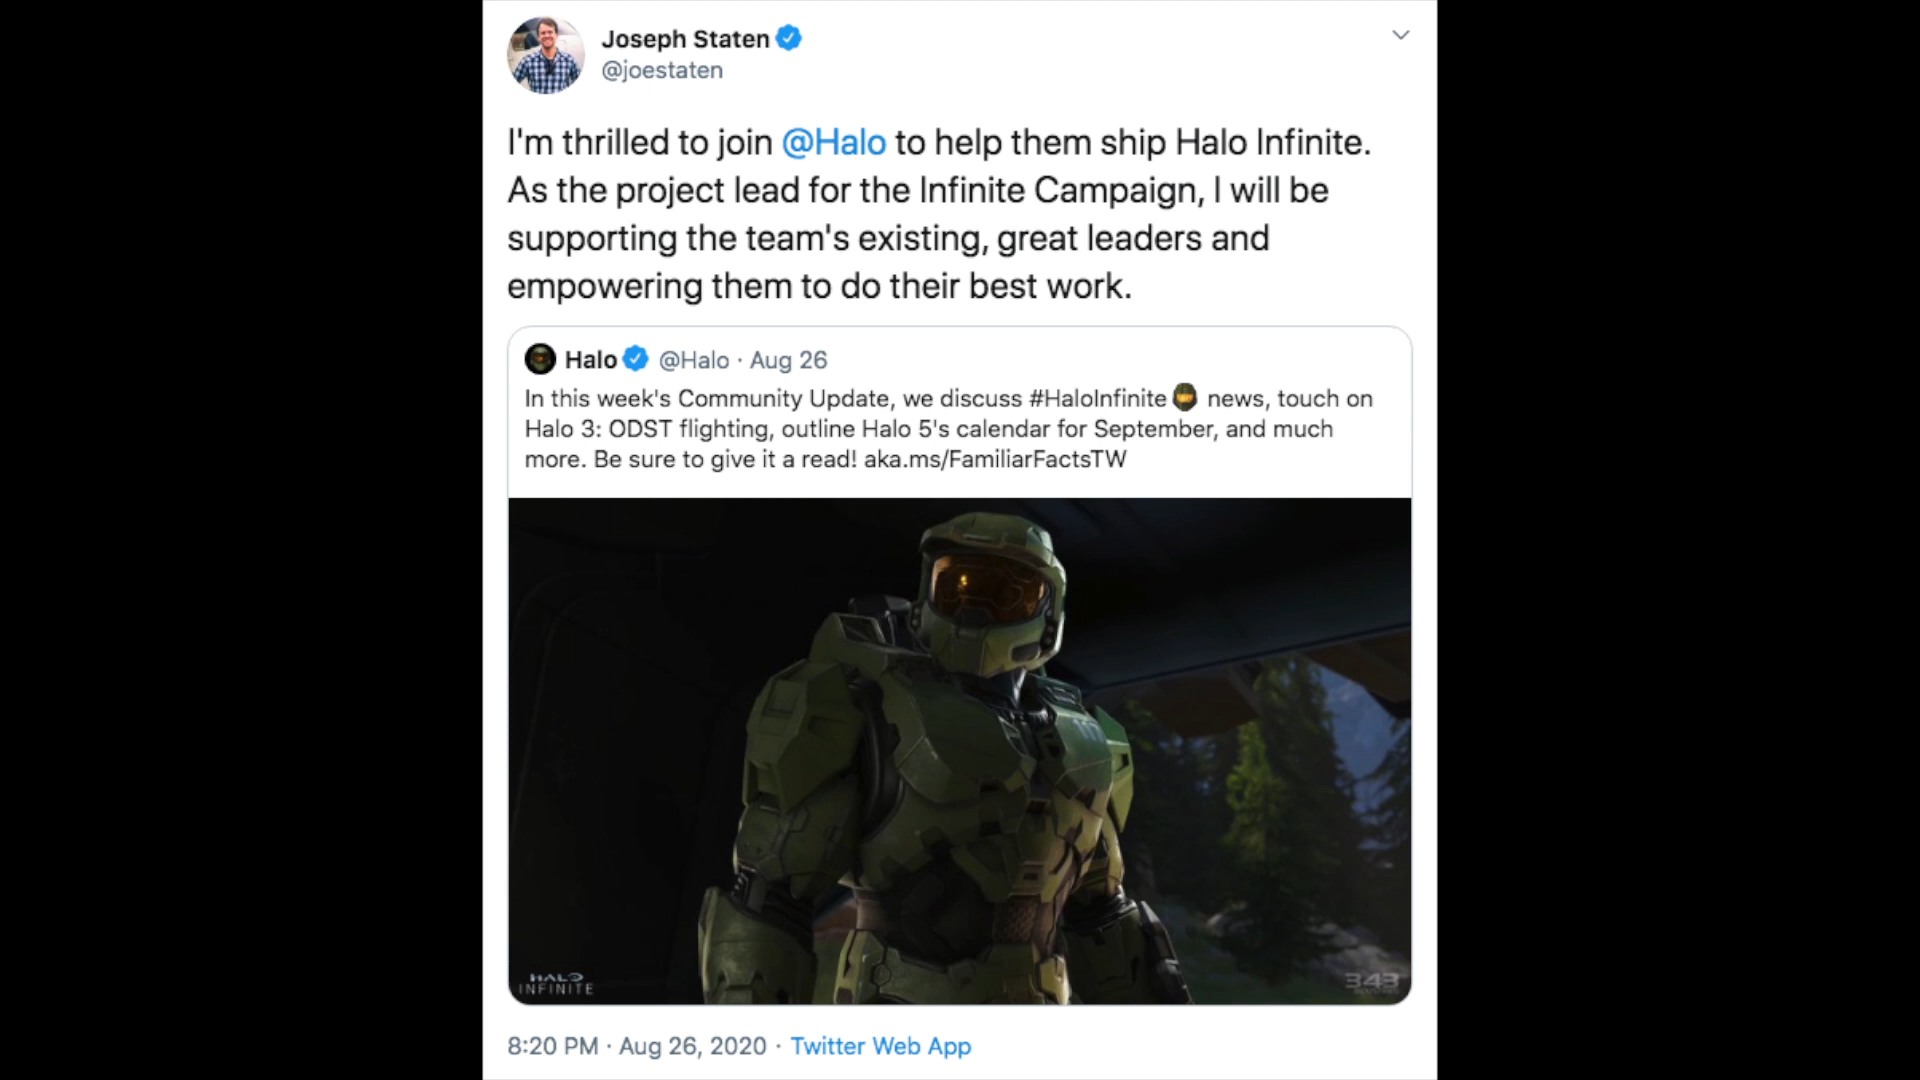 Joseph Staten
@joestaten
I'm thrilled to join @Halo to help them ship Halo Infinite.
As the project lead for the Infinite Campaign, I will be
supporting the team's existing, great leaders and
empowering them to do their best work.
Halo @Halo · Aug 26
In this week's Community Update, we discuss #HaloInfinite news, touch on
Halo 3: ODST flighting, outline Halo 5's calendar for September, and much
more. Be sure to give it a read! aka.ms/FamiliarFactsTW
HALO
INFINITE
343
8:20 PM · Aug 26, 2020 · Twitter Web App